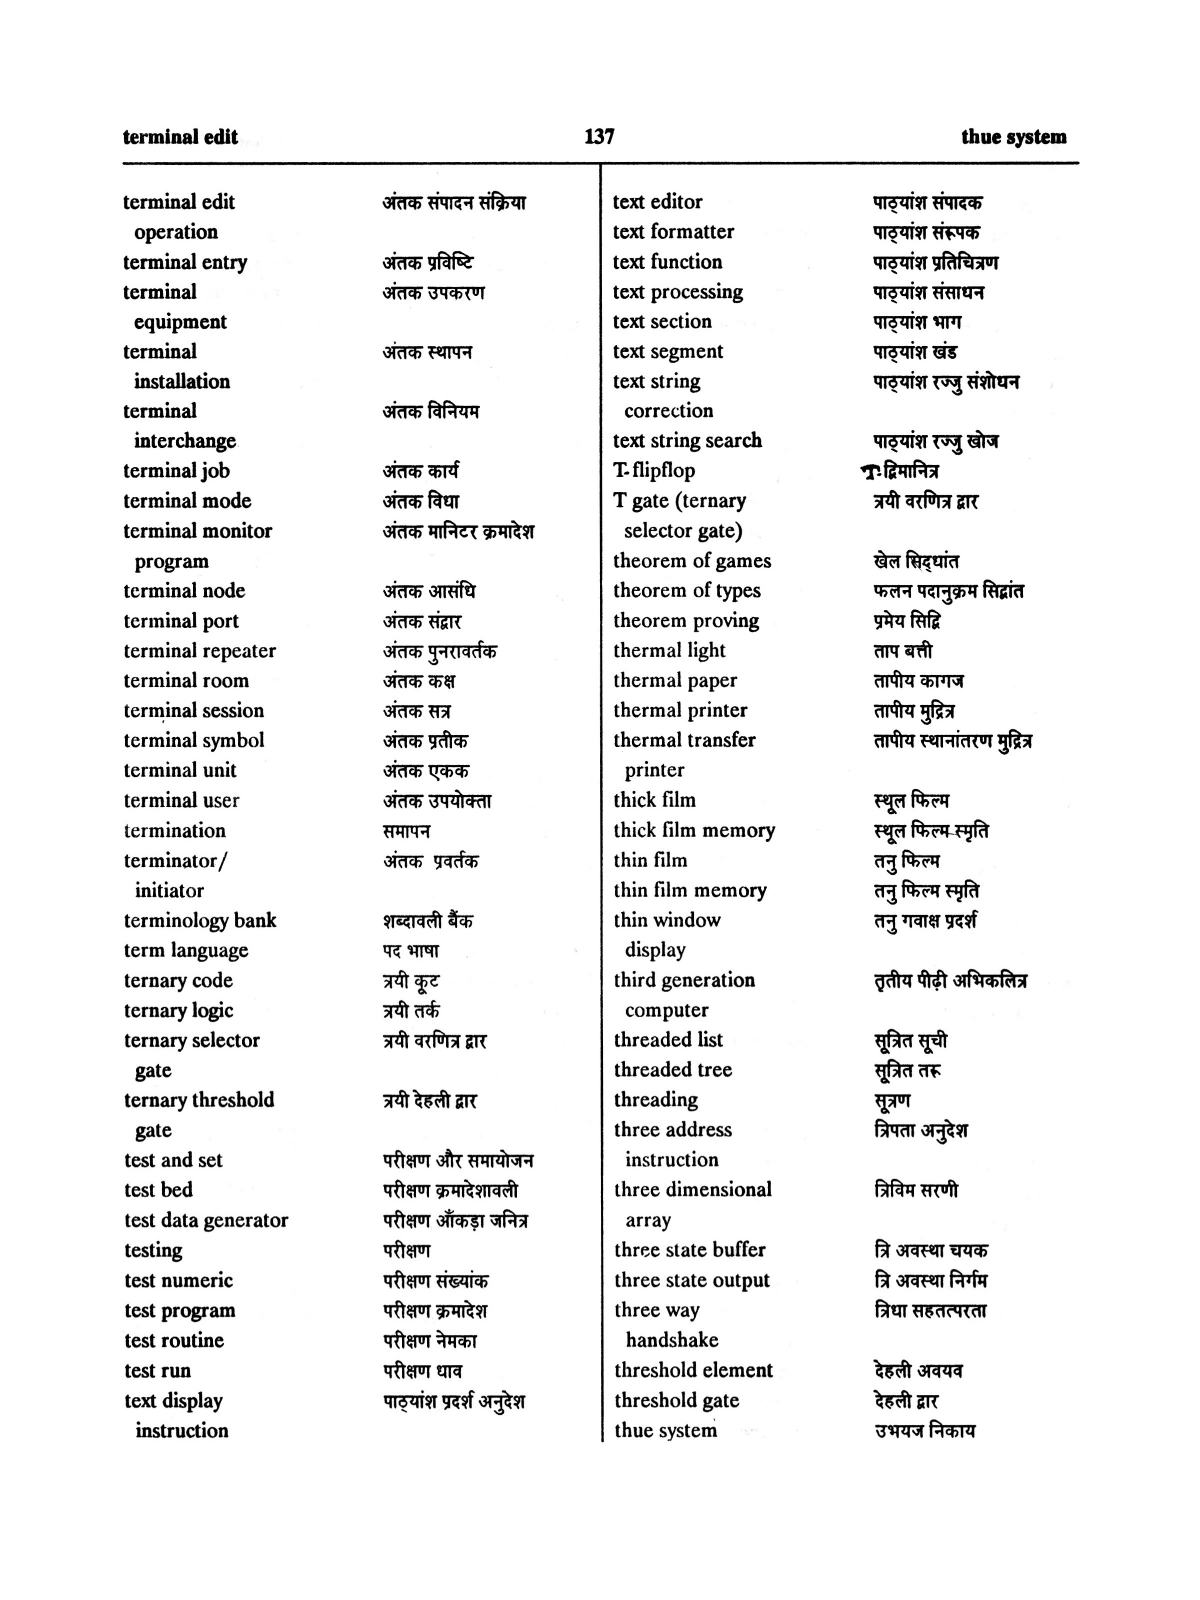 terminal edit 137 thue system
terminal edit अंतक संपादन संक्रिया
operation
terminal entry अंतक प्रविष्टि
terminal अंतक उपकरण
equipment
terminal अंतक स्थापन
installation
terminal अंतक विनियम
interchange
terminal job अंतक कार्य
terminal mode अंतक विधा
terminal monitor अंतक मानिटर क्रमादेश
program
terminal node अंतक आसंधि
terminal port अंतक संद्वार
terminal repeater अंतक पुनरावर्तक
terminal room अंतक कक्ष
terminal session अंतक सत्र
terminal symbol अंतक प्रतीक
terminal unit अंतक एकक
terminal user अंतक उपयोक्ता
termination समापन
terminator/ अंतक प्रवर्तक
initiator
terminology bank शब्दावली बैंक
term language पद भाषा
ternary code त्रयी कूट
ternary logic त्रयी तर्क
ternary selector त्रयी वरणित्र द्वार
gate
ternary threshold त्रयी देहली द्वार
gate
test and set परीक्षण और समायोजन
test bed परीक्षण क्रमादेशावली
test data generator परीक्षण आँकड़ा जनित्र
testing परीक्षण
test numeric परीक्षण संख्यांक
test program परीक्षण क्रमादेश
test routine परीक्षण नेमका
test run परीक्षण धाव
text display पाठ्यांश प्रदर्श अनुदेश
instruction
text editor पाठ्यांश संपादक
text formatter पाठ्यांश संरूपक
text function पाठ्यांश प्रतिचित्रण
text processing पाठ्यांश संसाधन
text section पाठ्यांश भाग
text segment पाठ्यांश खंड
text string पाठ्यांश रज्जु संशोधन
correction
text string search पाठ्यांश रज्जु खोज
T-flipflop T-द्विमानित्र
T gate (ternary त्रयी वरणित्र द्वार
selector gate)
theorem of games खेल सिद्धांत
theorem of types फलन पदानुक्रम सिद्वांत
theorem proving प्रमेय सिद्वि
thermal light ताप बत्ती
thermal paper तापीय कागज
thermal printer तापीय मुद्रित्र
thermal transfer तापीय स्थानांतरण मुद्रित्र
printer
thick film स्थूल फिल्म
thick film memory स्थूल फिल्म-स्मृति
thin film तनु फिल्म
thin film memory तनु फिल्म स्मृति
thin window तनु गवाक्ष प्रदर्श
display
third generation तृतीय पीढ़ी अभिकलित्र
computer
threaded list सूत्रित सूची
threaded tree सूत्रित तरू
threading सूत्रण
three address त्रिपता अनुदेश
instruction
three dimensional त्रिविम सरणी
array
three state buffer त्रि अवस्था चयक
three state output त्रि अवस्था निर्गम
three way त्रिधा सहतत्परता
handshake
threshold element देहली अवयव
threshold gate देहली द्वार
thue system उभयज निकाय